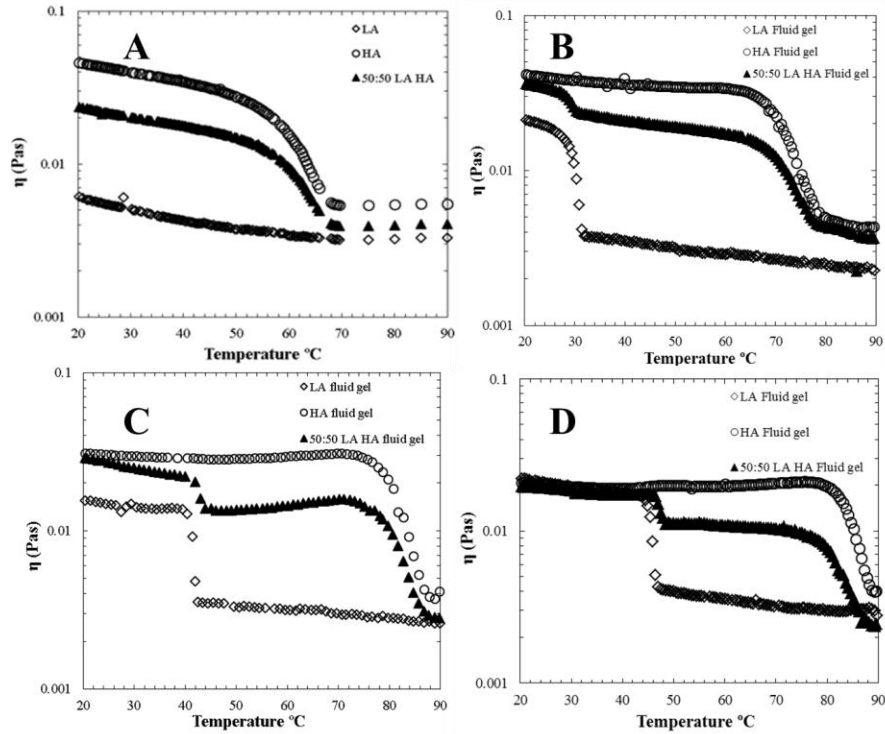 A
0.1
LA
HA
50:50 LA HA
η (Pas)
0.01
0.001
20 30 40 50 60 70 80 90
Temperature ºC
B
0.1
LA Fluid gel
HA Fluid gel
50:50 LA HA Fluid gel
η (Pas)
0.01
0.001
20 30 40 50 60 70 80 90
Temperature ºC
C
0.1
LA fluid gel
HA fluid gel
50:50 LA HA fluid gel
η (Pas)
0.01
0.001
20 30 40 50 60 70 80 90
Temperature ºC
D
0.1
LA Fluid gel
HA Fluid gel
50:50 LA HA Fluid gel
η (Pas)
0.01
0.001
20 30 40 50 60 70 80 90
Temperature ºC